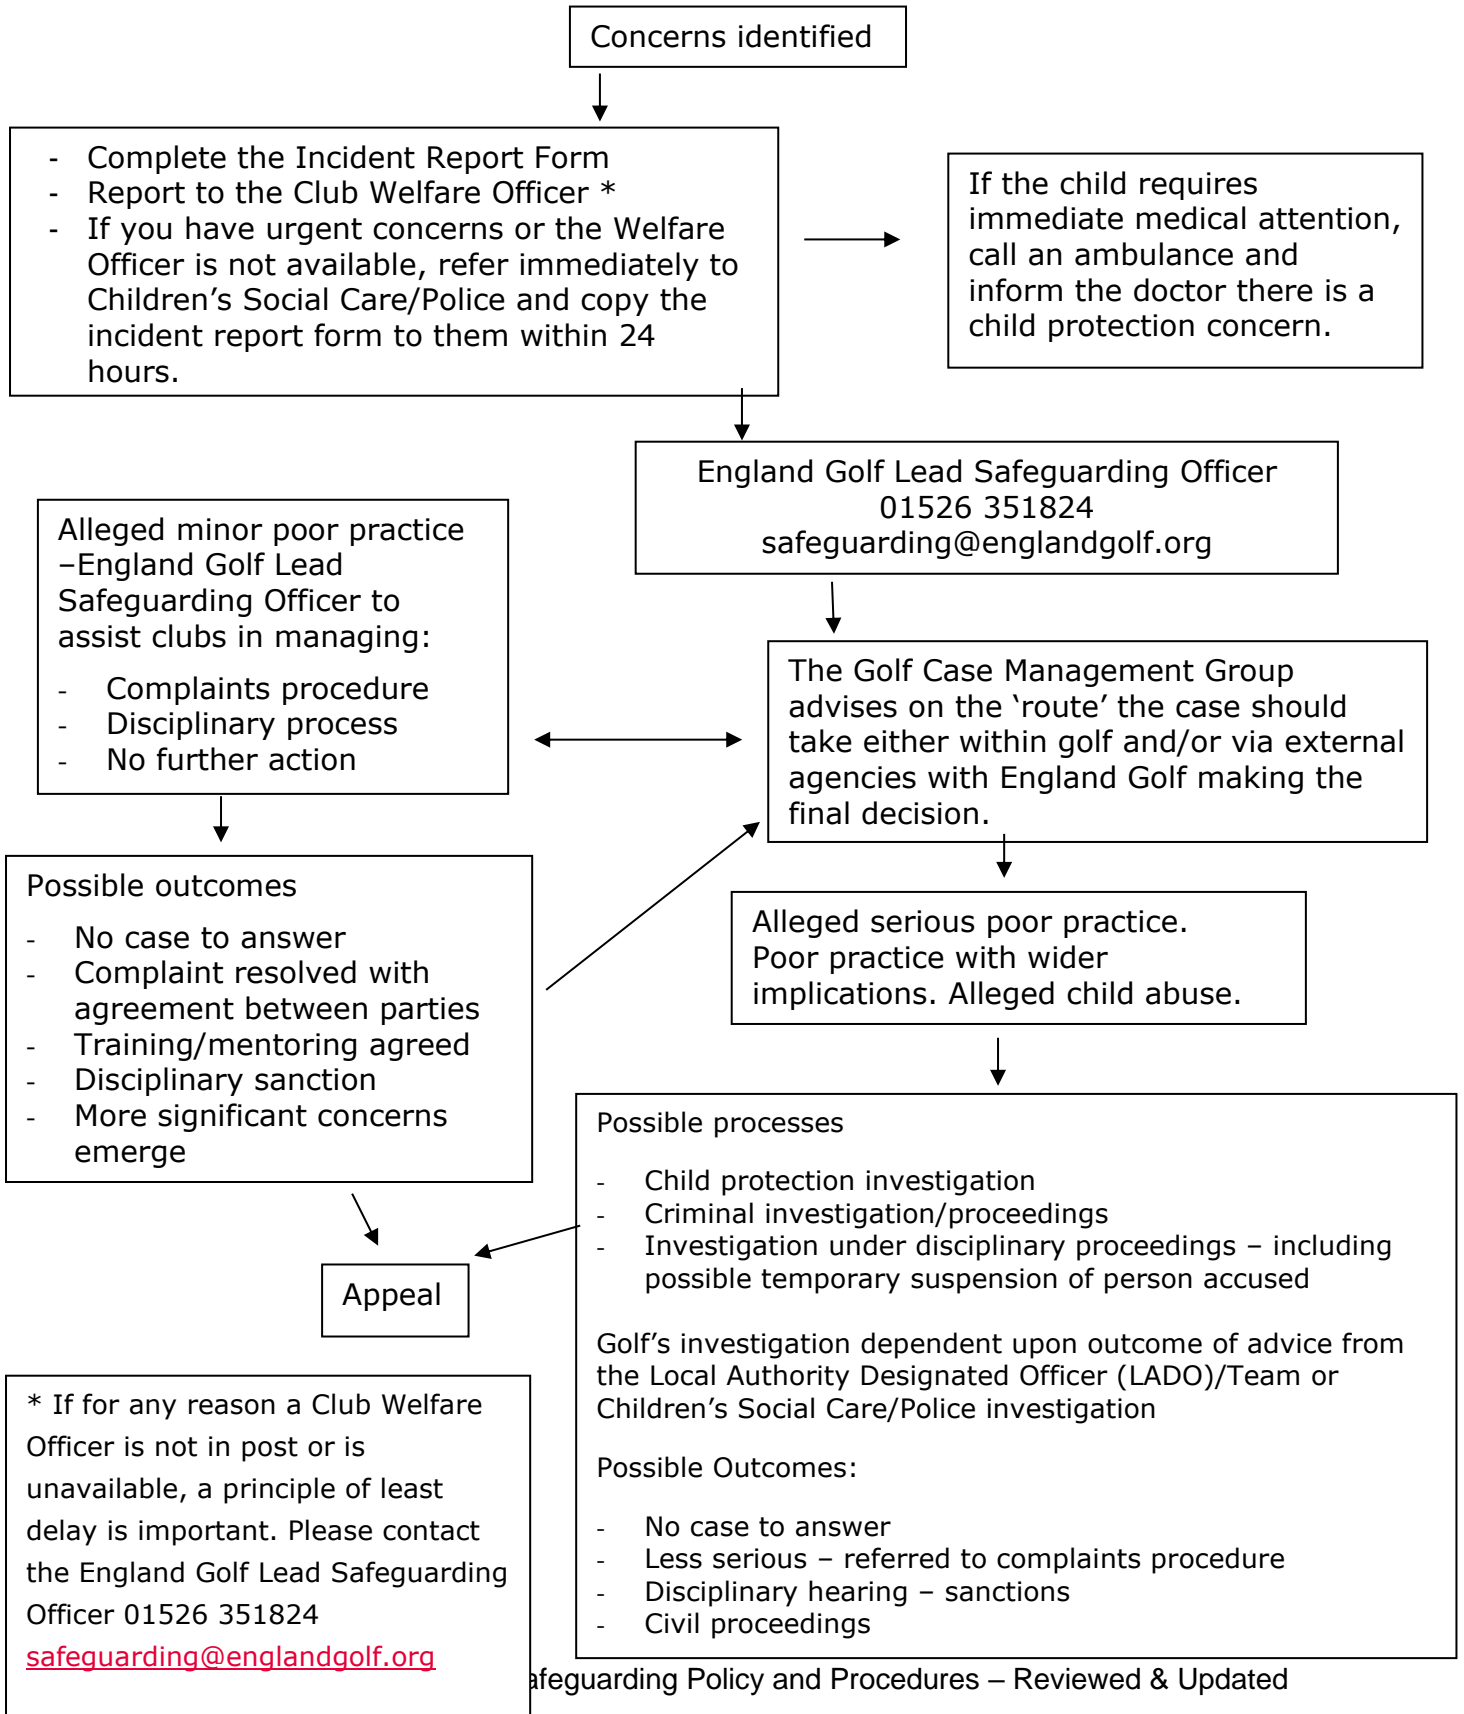 Concerns identified
- Complete the Incident Report Form
- Report to the Club Welfare Officer *
- If you have urgent concerns or the Welfare
Officer is not available, refer immediately to
Children’s Social Care/Police and copy the
incident report form to them within 24
hours.
If the child requires
immediate medical attention,
call an ambulance and
inform the doctor there is a
child protection concern.
England Golf Lead Safeguarding Officer
01526 351824
safeguarding@englandgolf.org
Alleged minor poor practice
–England Golf Lead
Safeguarding Officer to
assist clubs in managing:
- Complaints procedure
- Disciplinary process
- No further action
The Golf Case Management Group
advises on the ‘route’ the case should
take either within golf and/or via external
agencies with England Golf making the
final decision.
Possible outcomes
- No case to answer
- Complaint resolved with
agreement between parties
- Training/mentoring agreed
- Disciplinary sanction
- More significant concerns
emerge
Alleged serious poor practice.
Poor practice with wider
implications. Alleged child abuse.
Possible processes
- Child protection investigation
- Criminal investigation/proceedings
- Investigation under disciplinary proceedings – including
possible temporary suspension of person accused
Golf’s investigation dependent upon outcome of advice from
the Local Authority Designated Officer (LADO)/Team or
Children’s Social Care/Police investigation
Possible Outcomes:
- No case to answer
- Less serious – referred to complaints procedure
- Disciplinary hearing – sanctions
- Civil proceedings
Appeal
* If for any reason a Club Welfare
Officer is not in post or is
unavailable, a principle of least
delay is important. Please contact
the England Golf Lead Safeguarding
Officer 01526 351824
safeguarding@englandgolf.org
afeguarding Policy and Procedures – Reviewed & Updated